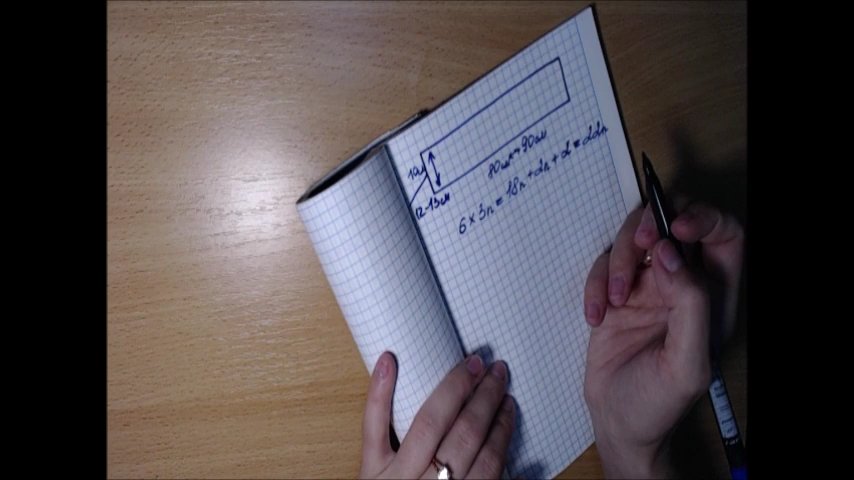 10см
12-13см
80см-90см
6 x 3п = 18п + 2п + 2 = 22п